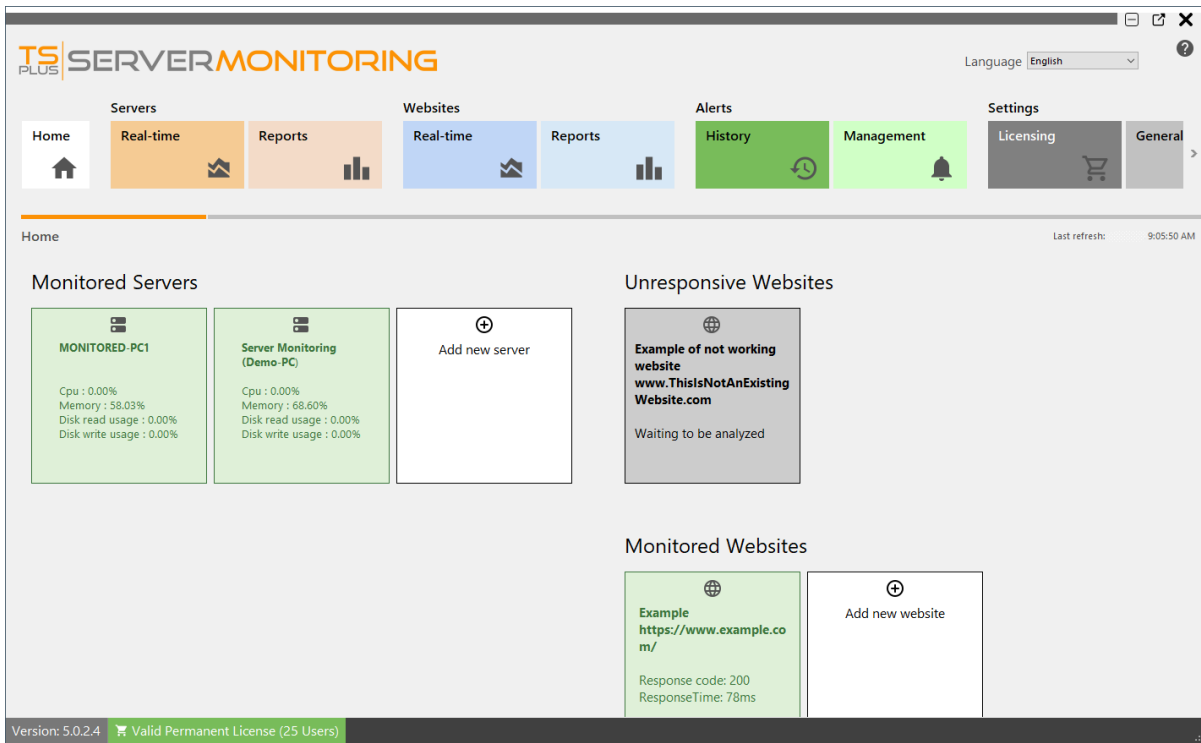 TS PLUS SERVERMONITORING
Language English
Servers
Websites
Alerts
Settings
Home
Real-time
Reports
Real-time
Reports
History
Management
Licensing
General
Home
Last refresh: 9:05:50 AM
Monitored Servers
MONITORED-PC1
Cpu : 0.00%
Memory : 58.03%
Disk read usage : 0.00%
Disk write usage : 0.00%
Server Monitoring
(Demo-PC)
Cpu : 0.00%
Memory : 68.60%
Disk read usage : 0.00%
Disk write usage : 0.00%
Add new server
Unresponsive Websites
Example of not working
website
www.ThisIsNotAnExisting
Website.com
Waiting to be analyzed
Monitored Websites
Example
https://www.example.co
m/
Response code: 200
ResponseTime: 78ms
Add new website
Version: 5.0.2.4
Valid Permanent License (25 Users)